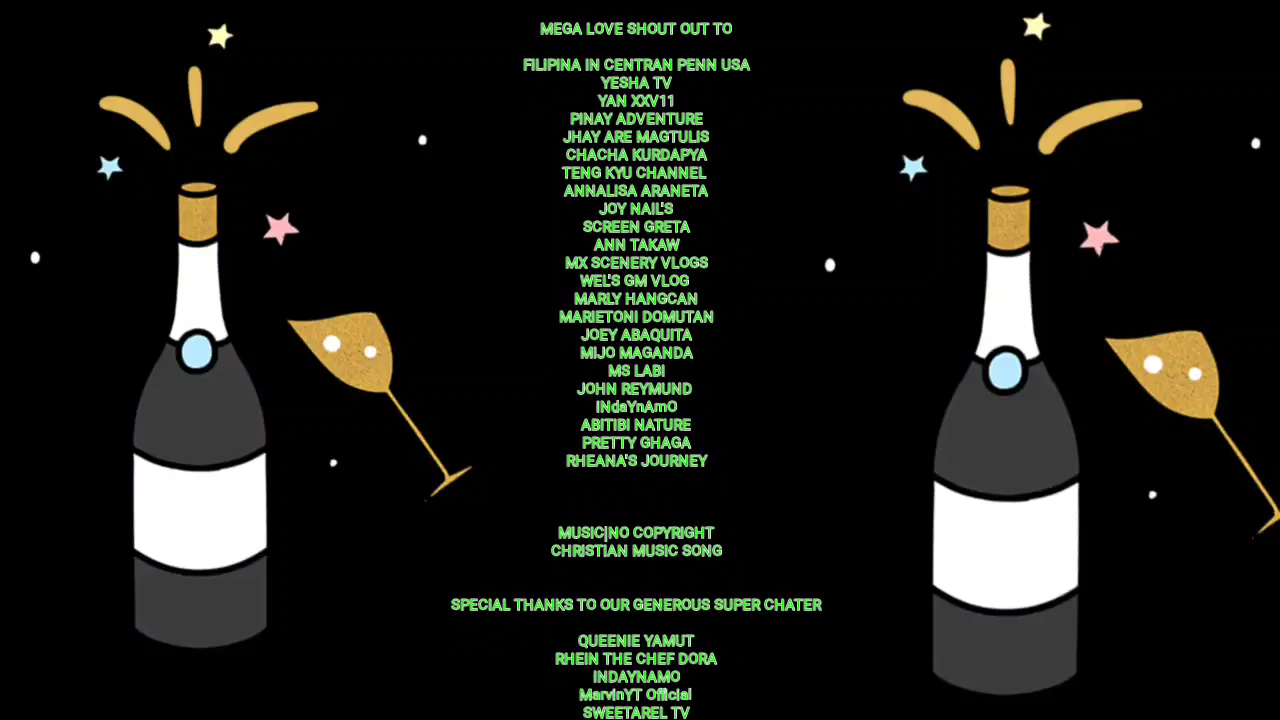 MEGA LOVE SHOUT OUT TO
FILIPINA IN CENTRAN PENN USA
YESHA TV
YAN XXV11
PINAY ADVENTURE
JHAY ARE MAGTULIS
CHACHA KURDAPYA
TENG KYU CHANNEL
ANNALISA ARANETA
JOY NAIL'S
SCREEN GRETA
ANN TAKAW
MX SCENERY VLOGS
WEL'S GM VLOG
MARLY HANGCAN
MARIETONI DOMUTAN
JOEY ABAQUITA
MIJO MAGANDA
MS LABI
JOHN REYMUND
iNdaYnAmO
ABITIBI NATURE
PRETTY GHAGA
RHEANA'S JOURNEY
MUSIC|NO COPYRIGHT
CHRISTIAN MUSIC SONG
SPECIAL THANKS TO OUR GENEROUS SUPER CHATER
QUEENIE YAMUT
RHEIN THE CHEF DORA
INDAYNAMO
MarvinYT Official
SWEETAREL TV